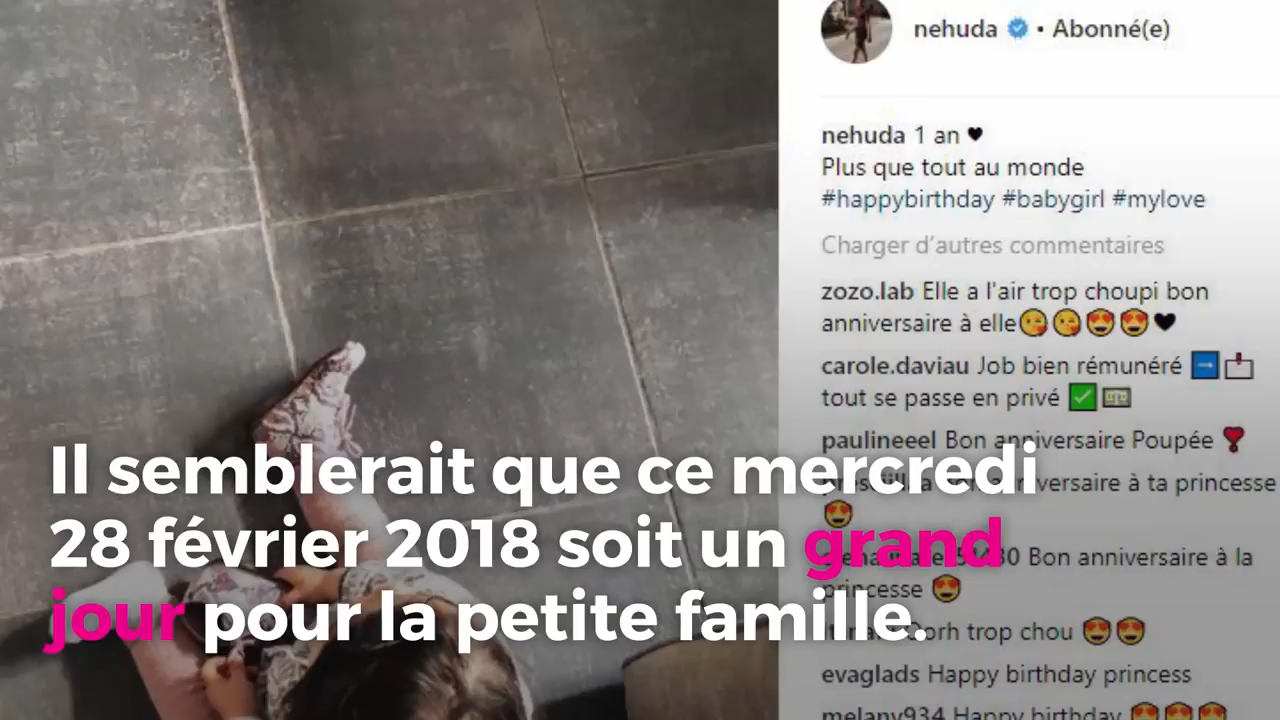 nehuda • Abonné(e)
nehuda 1 an 🖤
Plus que tout au monde
#happybirthday #babygirl #mylove
Charger d’autres commentaires
zozo.lab Elle a l'air trop choupi bon
anniversaire à elle😘😘😍😍🖤
carole.daviau Job bien rémunéré ➡️📩
tout se passe en privé ✅💵
paulineeel Bon anniversaire Poupée ❣️
anniversaire à ta princesse
😍
Bon anniversaire à la
princesse 😍
trop chou 😍😍
evaglads Happy birthday princess
melany934 Happy birthday 😍😍😍
Il semblerait que ce mercredi
28 février 2018 soit un grand
jour pour la petite famille.